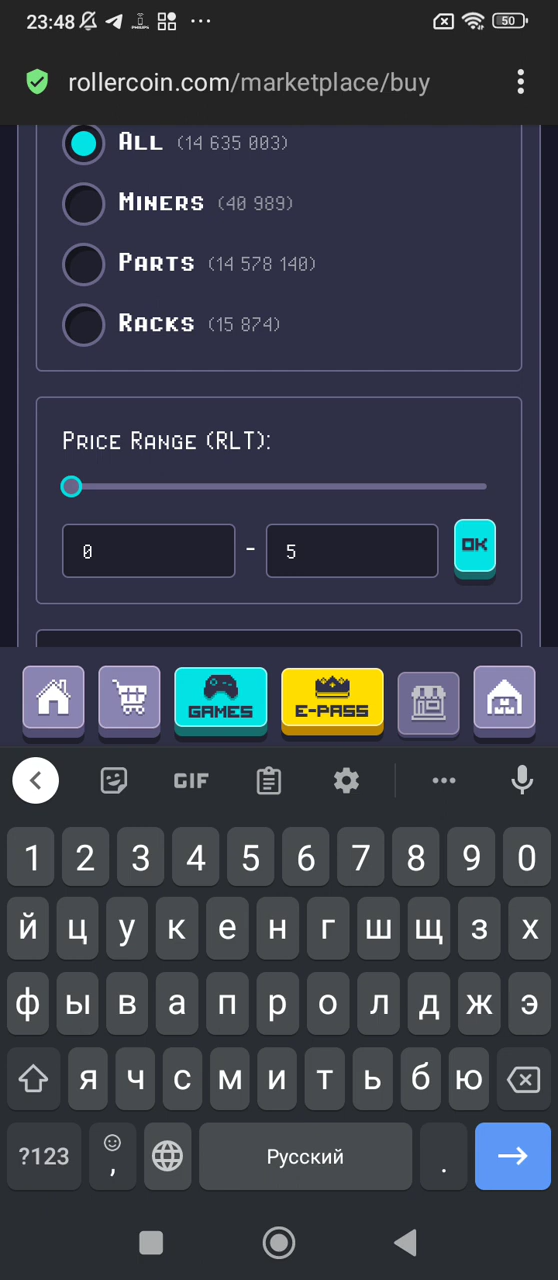 23:48 ... 50
rollercoin.com/marketplace/buy
All (14 635 003)
Miners (40 989)
Parts (14 578 140)
Racks (15 874)
Price Range (RLT):
0 - 5 OK
GAMES E-PASS
GIF ...
1 2 3 4 5 6 7 8 9 0
й ц у к е н г ш щ з х
ф ы в а п р о л д ж э
я ч с м и т ь б ю
?123 , Русский .